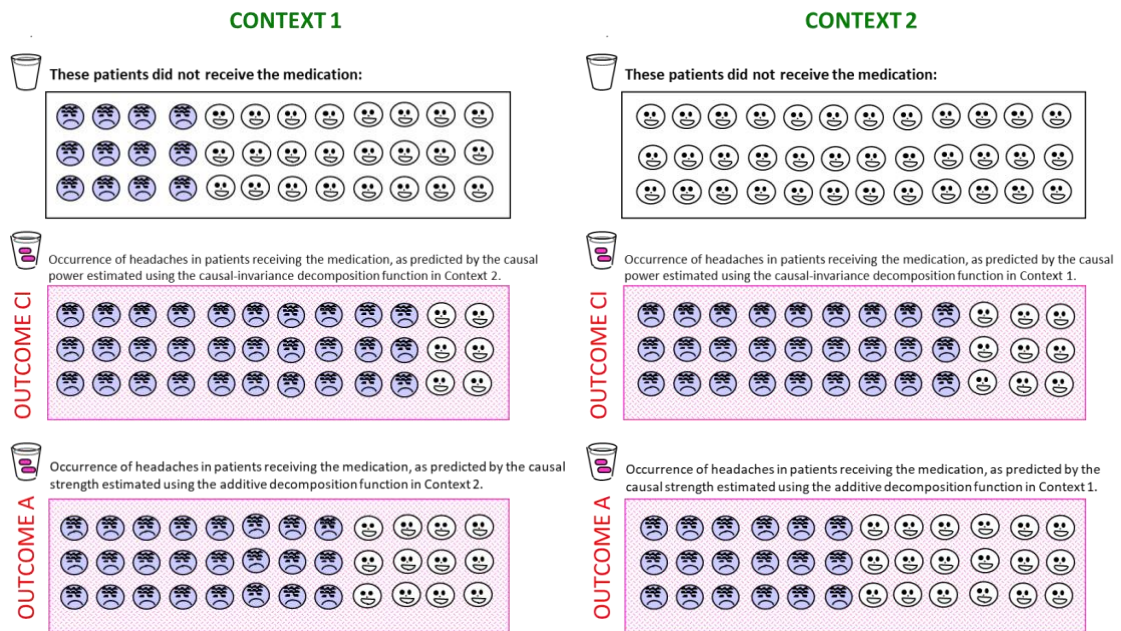 CONTEXT 1
These patients did not receive the medication:
OUTCOME CI
Occurrence of headaches in patients receiving the medication, as predicted by the causal
power estimated using the causal-invariance decomposition function in Context 2.
OUTCOME A
Occurrence of headaches in patients receiving the medication, as predicted by the causal
strength estimated using the additive decomposition function in Context 2.
CONTEXT 2
These patients did not receive the medication:
OUTCOME CI
Occurrence of headaches in patients receiving the medication, as predicted by the causal
power estimated using the causal-invariance decomposition function in Context 1.
OUTCOME A
Occurrence of headaches in patients receiving the medication, as predicted by the
causal strength estimated using the additive decomposition function in Context 1.